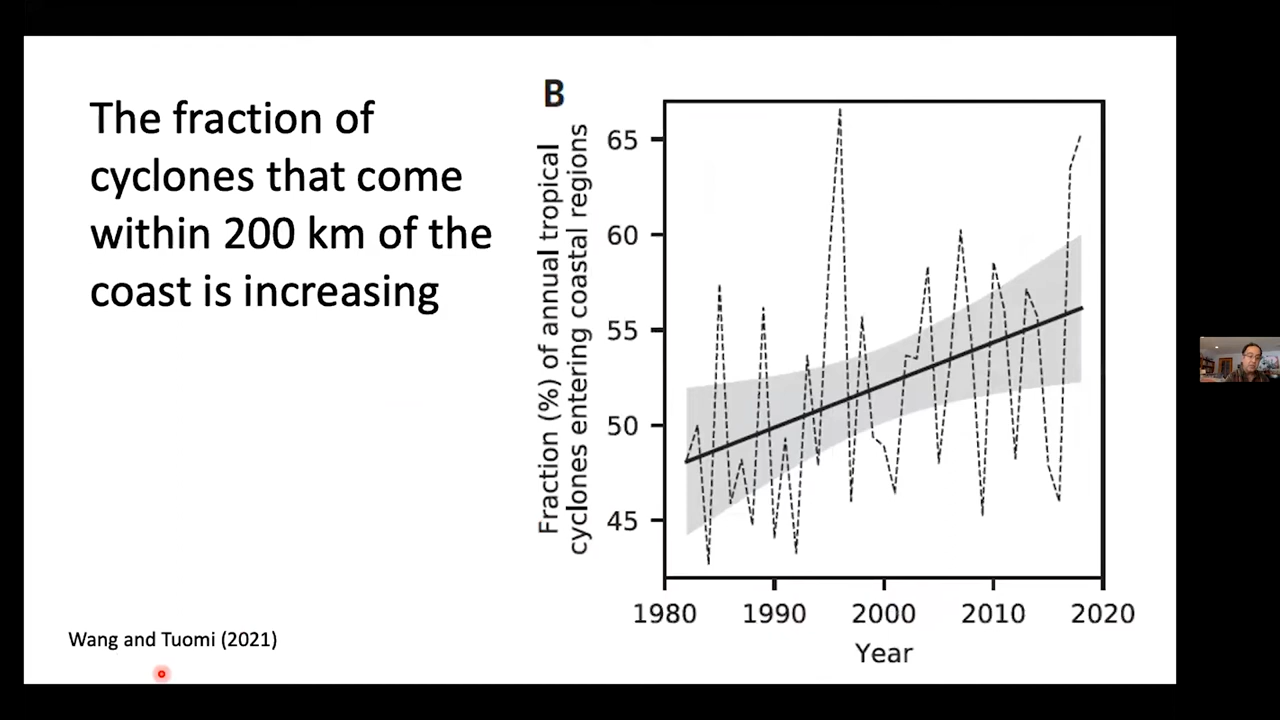 The fraction of
cyclones that come
within 200 km of the
coast is increasing
Wang and Tuomi (2021)
B
Fraction (%) of annual tropical
cyclones entering coastal regions
65
60
55
50
45
1980 1990 2000 2010 2020
Year